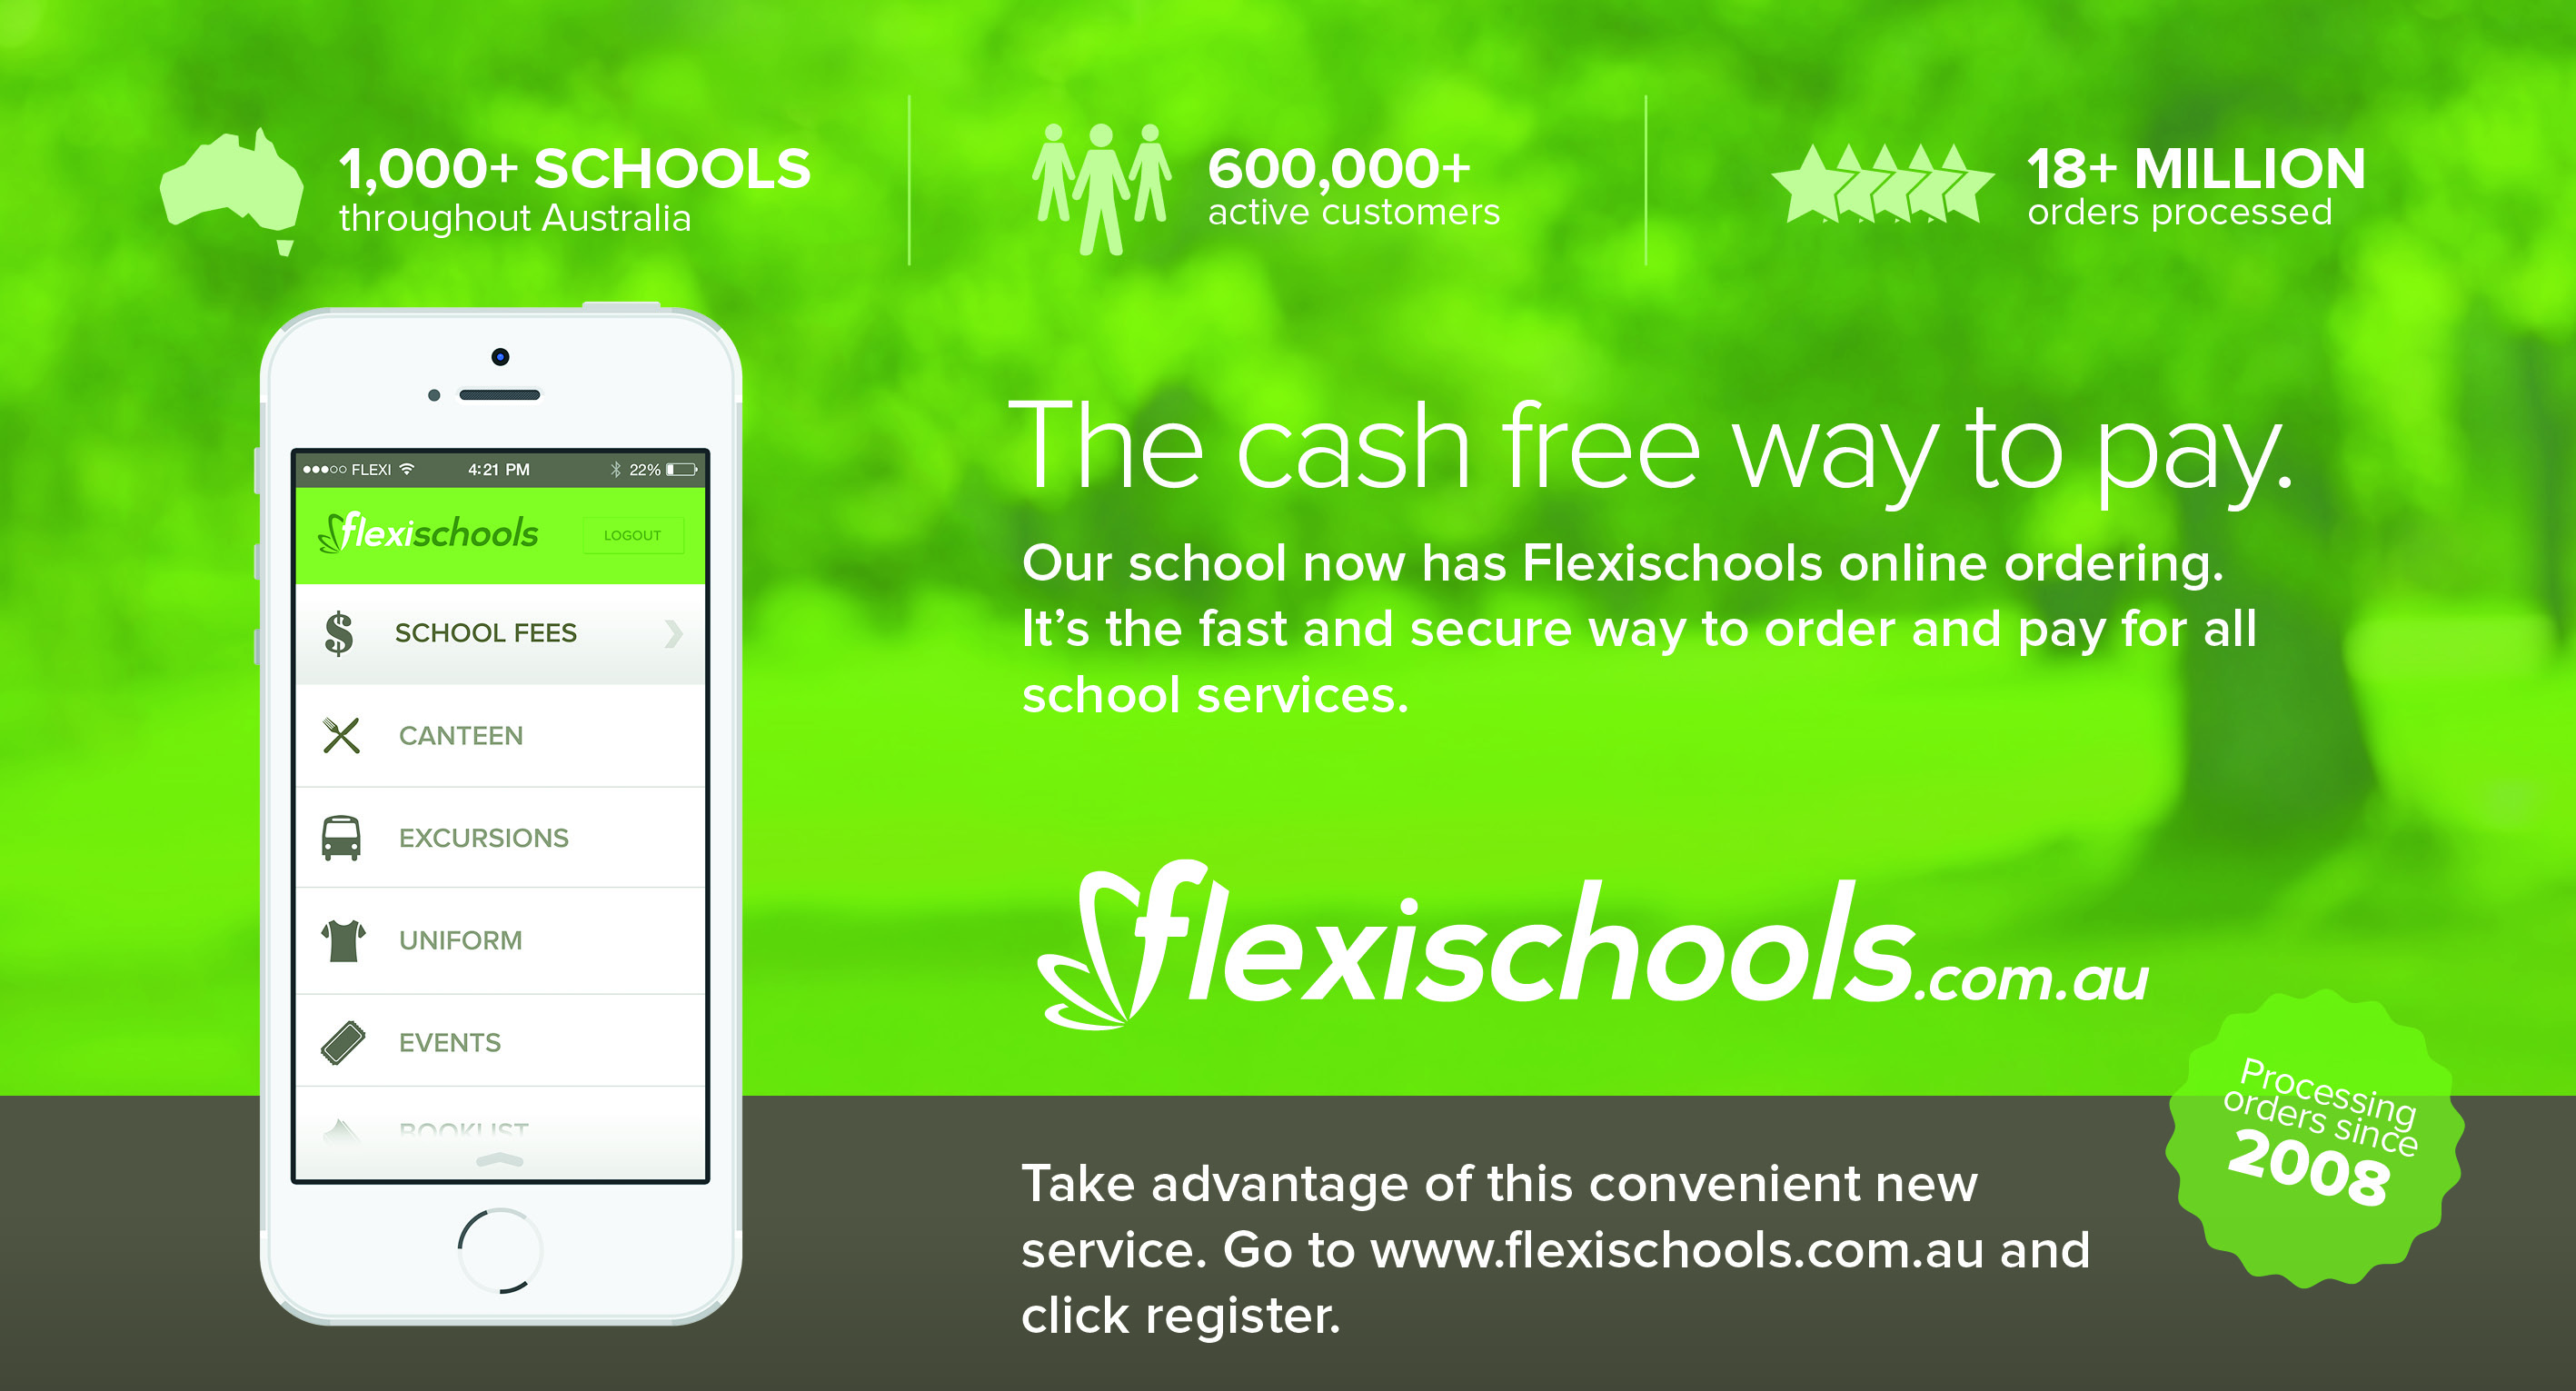 1,000+ SCHOOLS
throughout Australia
600,000+
active customers
18+ MILLION
orders processed
FLEXI 4:21 PM 22%
flexischools LOGOUT
$ SCHOOL FEES
CANTEEN
EXCURSIONS
UNIFORM
EVENTS
BOOKLIST
The cash free way to pay.
Our school now has Flexischools online ordering.
It’s the fast and secure way to order and pay for all
school services.
flexischools.com.au
Processing
orders since
2008
Take advantage of this convenient new
service. Go to www.flexischools.com.au and
click register.